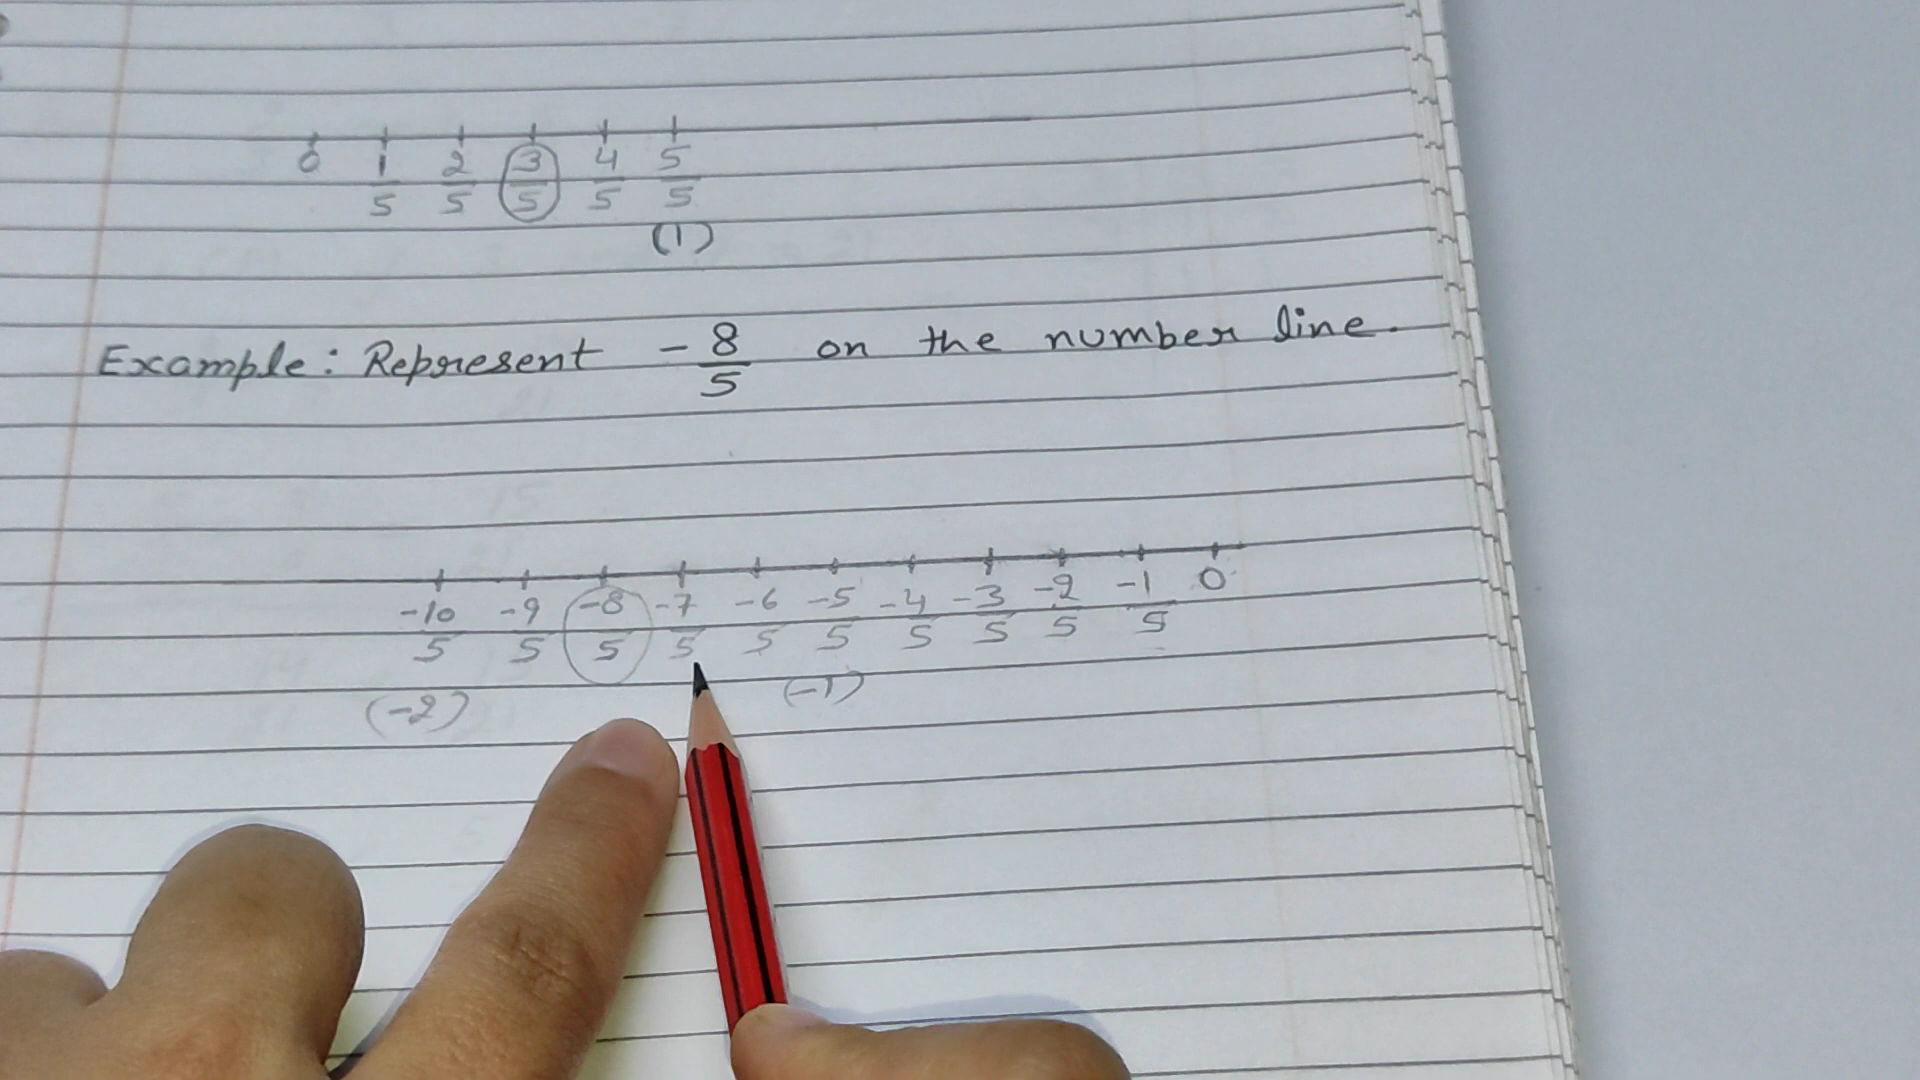 0 1/5 2/5 3/5 4/5 5/5
(1)
Example: Represent -8/5 on the number line.
-10/5 -9/5 -8/5 -7/5 -6/5 -5/5 -4/5 -3/5 -2/5 -1/5 0
(-2) (-1)